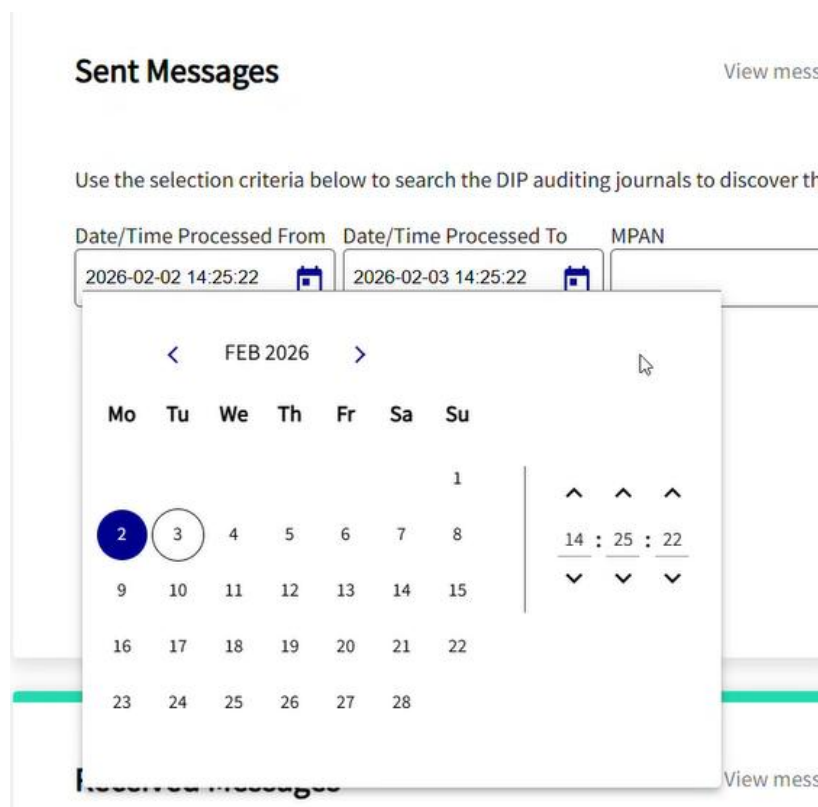 Sent Messages
View mess
Use the selection criteria below to search the DIP auditing journals to discover th
Date/Time Processed From Date/Time Processed To MPAN
2026-02-02 14:25:22 2026-02-03 14:25:22
FEB 2026
Mo Tu We Th Fr Sa Su
1
2 3 4 5 6 7 8
14 : 25 : 22
9 10 11 12 13 14 15
16 17 18 19 20 21 22
23 24 25 26 27 28
Received Messages
View mess